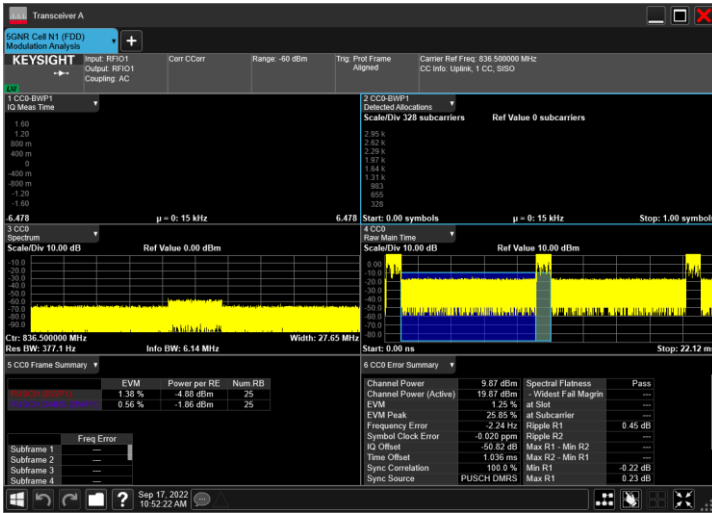 Transceiver A
5GNR Cell N1 (FDD)
Modulation Analysis
KEYSIGHT
Input: RFIO1
Output: RFIO1
Coupling: AC
Corr CCorr
Range: -60 dBm
Trig: Prot Frame
Aligned
Carrier Ref Freq: 836.500000 MHz
CC Info: Uplink, 1 CC, SISO
1 CC0-BWP1
IQ Meas Time
1.60
1.20
800 m
400 m
0
-400 m
-800 m
-1.20
-1.60
-6.478 µ = 0: 15 kHz 6.478
2 CC0-BWP1
Detected Allocations
Scale/Div 328 subcarriers Ref Value 0 subcarriers
2.95 k
2.62 k
2.29 k
1.97 k
1.64 k
1.31 k
983
655
328
Start: 0.00 symbols µ = 0: 15 kHz Stop: 1.00 symbols
3 CC0
Spectrum
Scale/Div 10.00 dB Ref Value 0.00 dBm
-10.0
-20.0
-30.0
-40.0
-50.0
-60.0
-70.0
-80.0
-90.0
Ctr: 836.500000 MHz Width: 27.65 MHz
Res BW: 377.1 Hz Info BW: 6.14 MHz
4 CC0
Raw Main Time
Scale/Div 10.00 dB Ref Value 10.00 dBm
0.00
-10.0
-20.0
-30.0
-40.0
-50.0
-60.0
-70.0
-80.0
Start: 0.00 ns Stop: 22.12 m
5 CC0 Frame Summary
EVM Power per RE Num.RB
1.38 % -4.88 dBm 25
0.56 % -1.86 dBm 25
Freq Error
Subframe 1 ---
Subframe 2 ---
Subframe 3 ---
Subframe 4 ---
6 CC0 Error Summary
Channel Power 9.87 dBm Spectral Flatness Pass
Channel Power (Active) 19.87 dBm - Widest Fail Magrin ---
EVM 1.25 % at Slot ---
EVM Peak 25.85 % at Subcarrier ---
Frequency Error -2.24 Hz Ripple R1 0.45 dB
Symbol Clock Error -0.020 ppm Ripple R2 ---
IQ Offset -50.82 dB Max R1 - Min R2 ---
Time Offset 1.036 ms Max R2 - Min R1 ---
Sync Correlation 100.0 % Min R1 -0.22 dB
Sync Source PUSCH DMRS Max R1 0.23 dB
Sep 17, 2022
10:52:22 AM